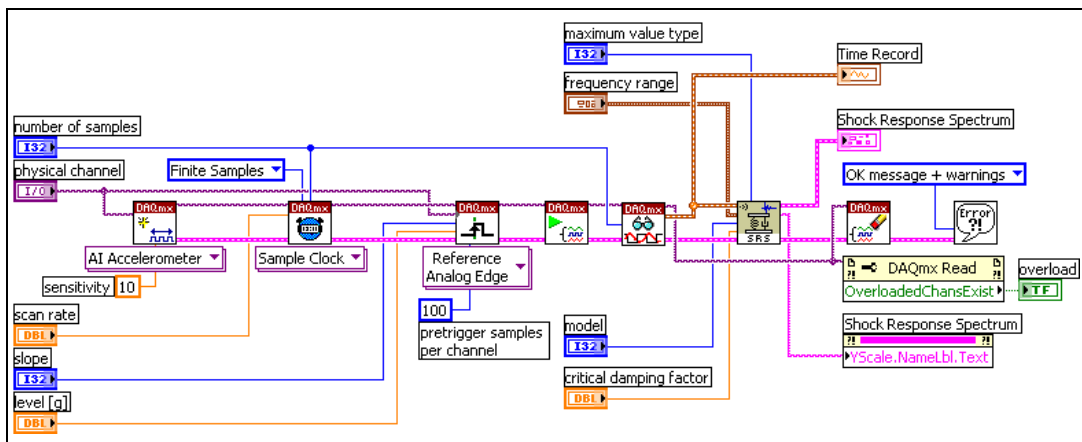 maximum value type
I32
Time Record
frequency range
number of samples
I32
Shock Response Spectrum
physical channel
I/O
Finite Samples
OK message + warnings
DAQmx
DAQmx
DAQmx
DAQmx
DAQmx
SRS
DAQmx
Error
?!
AI Accelerometer
Sample Clock
Reference
Analog Edge
DAQmx Read
?!
?!
OverloadedChansExist
overload
TF
sensitivity
10
100
pretrigger samples
per channel
scan rate
DBL
model
I32
Shock Response Spectrum
?!
?!
YScale.NameLbl.Text
slope
I32
critical damping factor
DBL
level [g]
DBL